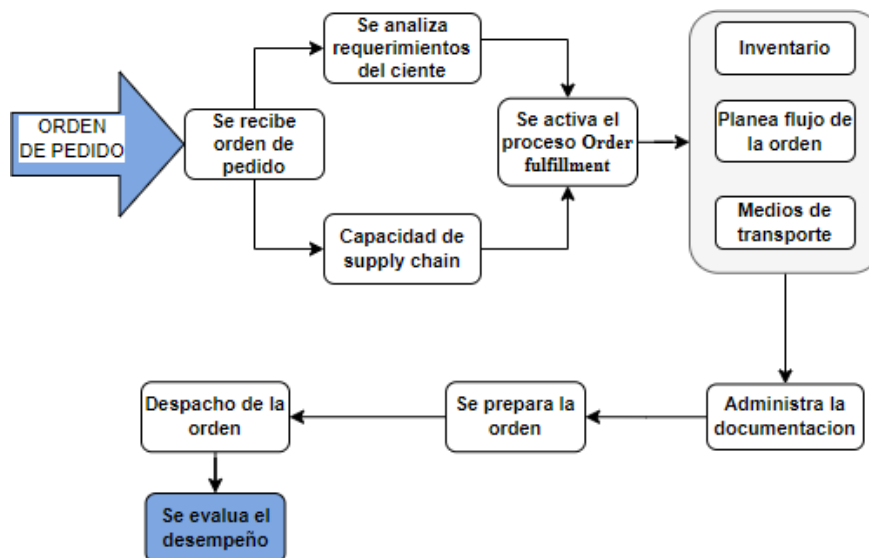 ORDEN
DE PEDIDO
Se recibe
orden de
pedido
Se analiza
requerimientos
del ciente
Capacidad de
supply chain
Se activa el
proceso Order
fulfillment
Inventario
Planea flujo de
la orden
Medios de
transporte
Administra la
documentacion
Se prepara la
orden
Despacho de la
orden
Se evalua el
desempeño